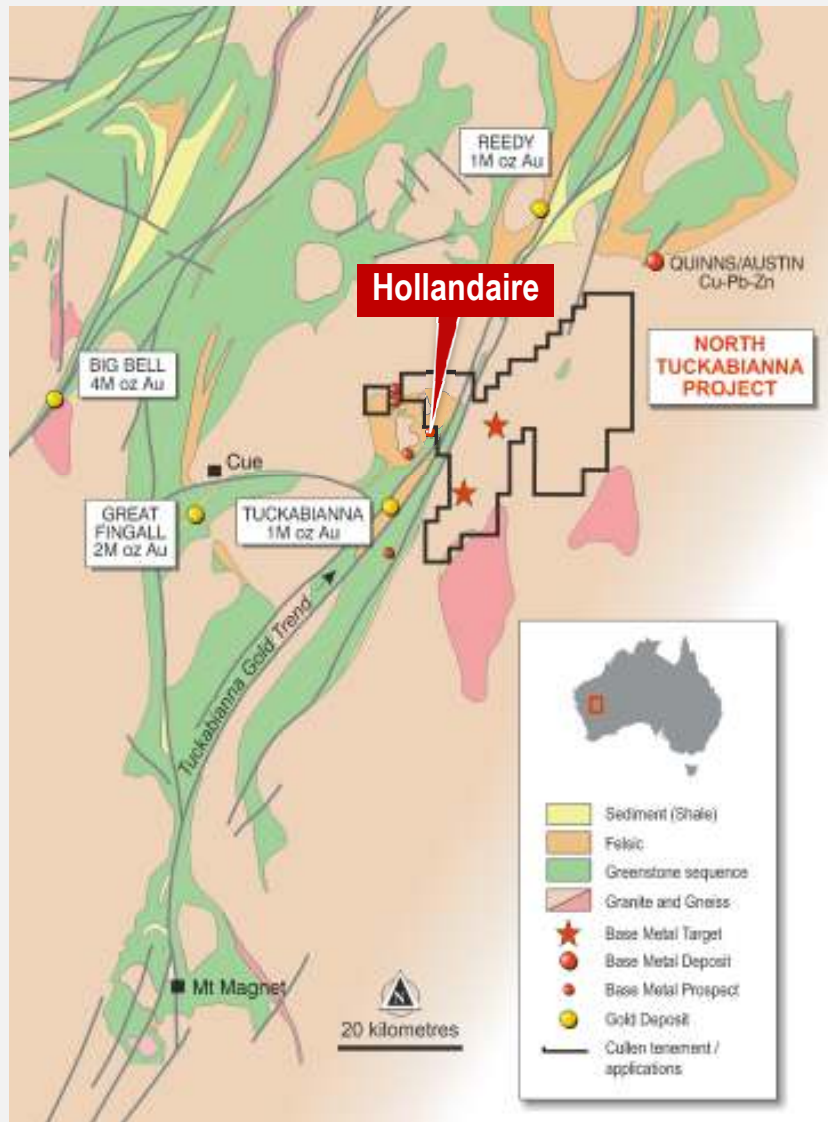 REEDY
1M oz Au
QUINNS/AUSTIN
Cu-Pb-Zn
Hollandaire
NORTH
TUCKABIANNA
PROJECT
BIG BELL
4M oz Au
Cue
GREAT
FINGALL
2M oz Au
TUCKABIANNA
1M oz Au
Tuckabianna Gold Trend
Mt Magnet
N
20 kilometres
Sediment (Shale)
Felsic
Greenstone sequence
Granite and Gneiss
Base Metal Target
Base Metal Deposit
Base Metal Prospect
Gold Deposit
Cullen tenement /
applications